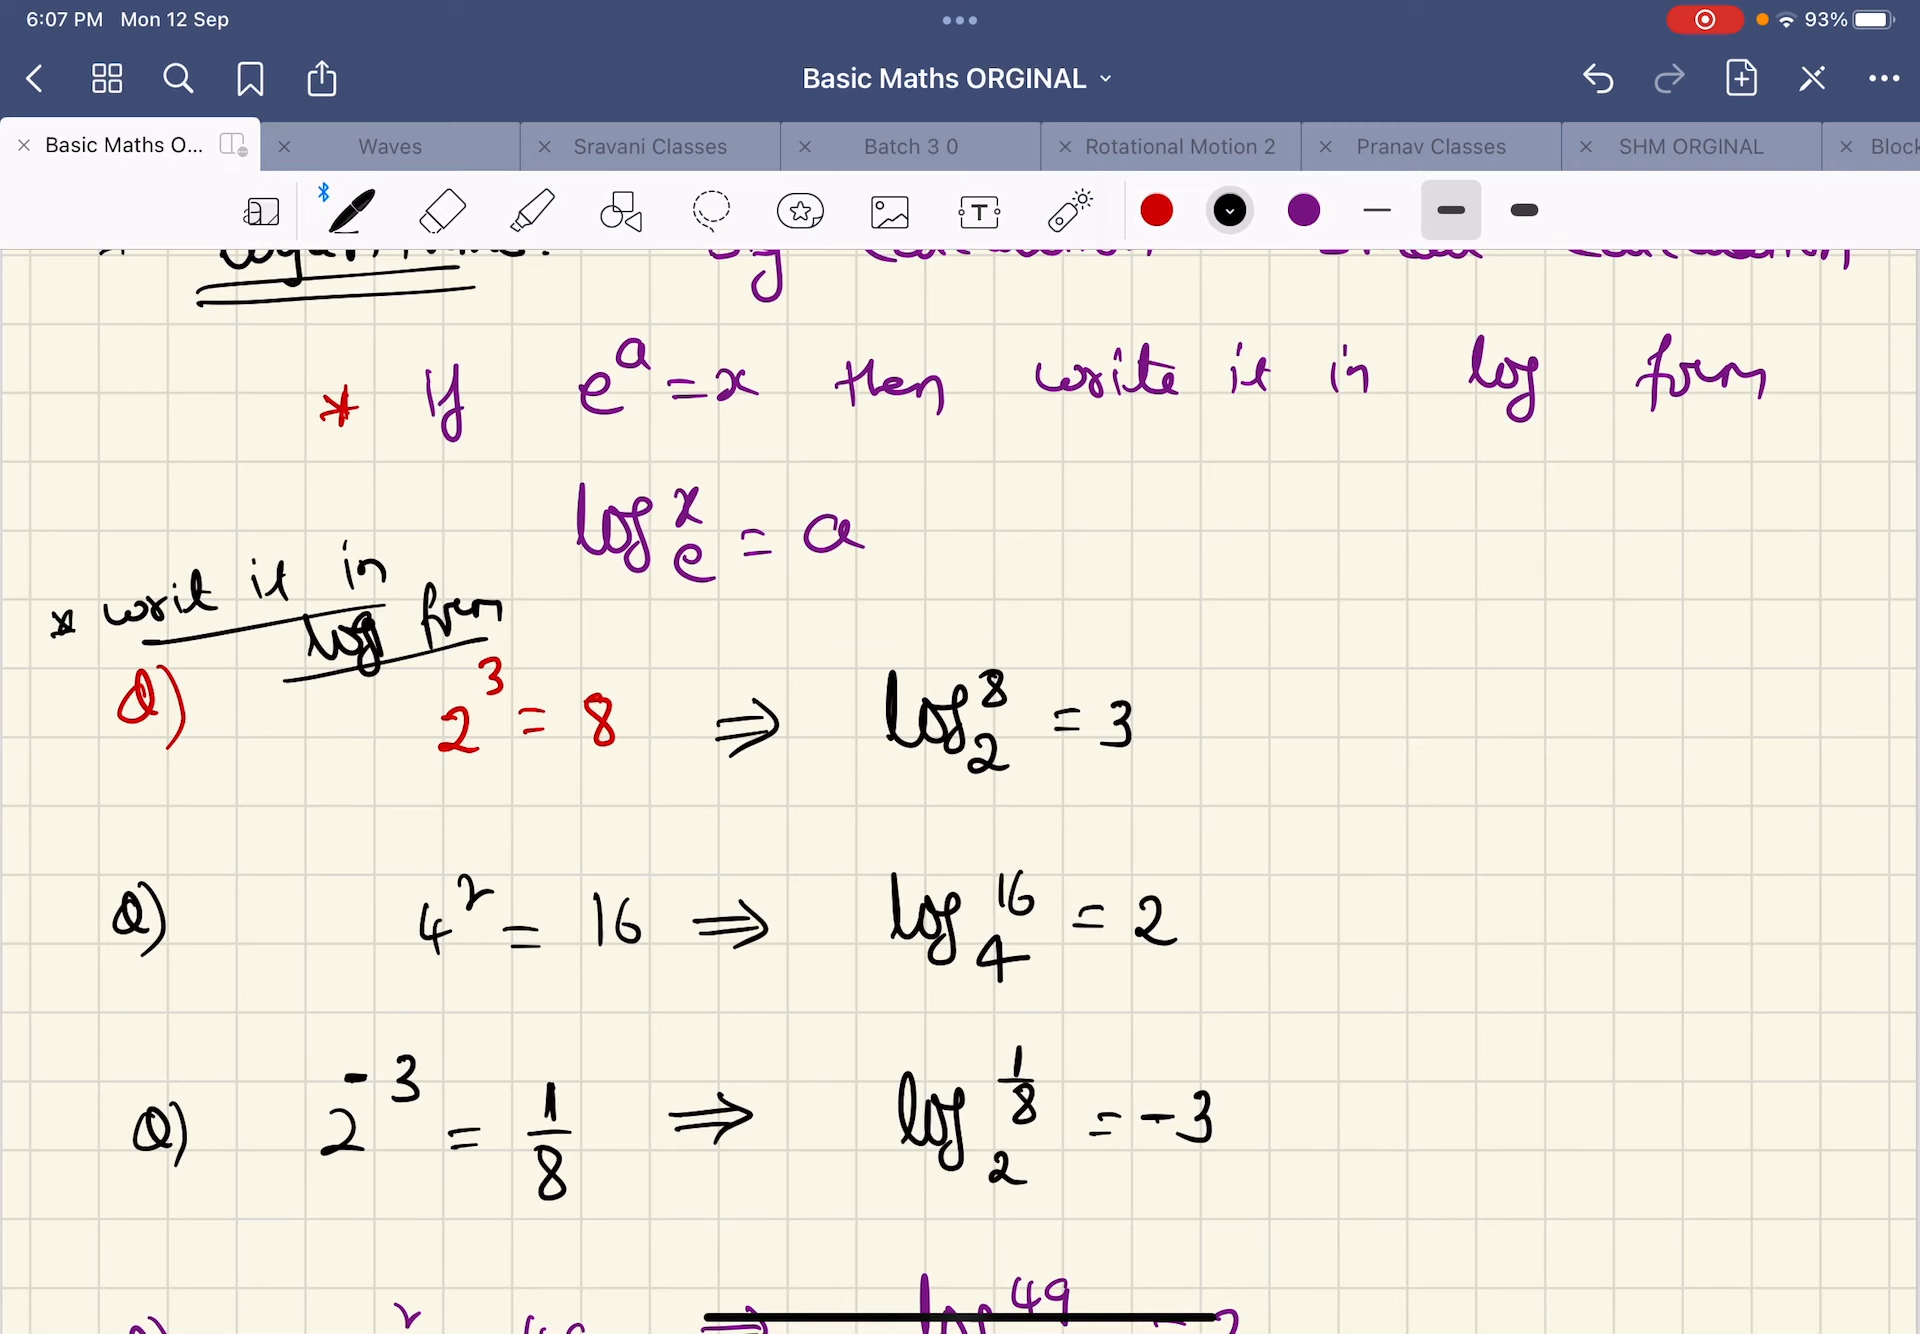 6:07 PM Mon 12 Sep
93%
Basic Maths ORGINAL
Basic Maths O...
Waves
Sravani Classes
Batch 3 0
Rotational Motion 2
Pranav Classes
SHM ORGINAL
Block
T
* If e^a = x then write it in log form
log_e^x = a
* writ it in
log form
Q) 2^3 = 8 ⇒ log_2^8 = 3
Q) 4^2 = 16 ⇒ log_4^16 = 2
Q) 2^-3 = 1/8 ⇒ log_2^(1/8) = -3
log^49